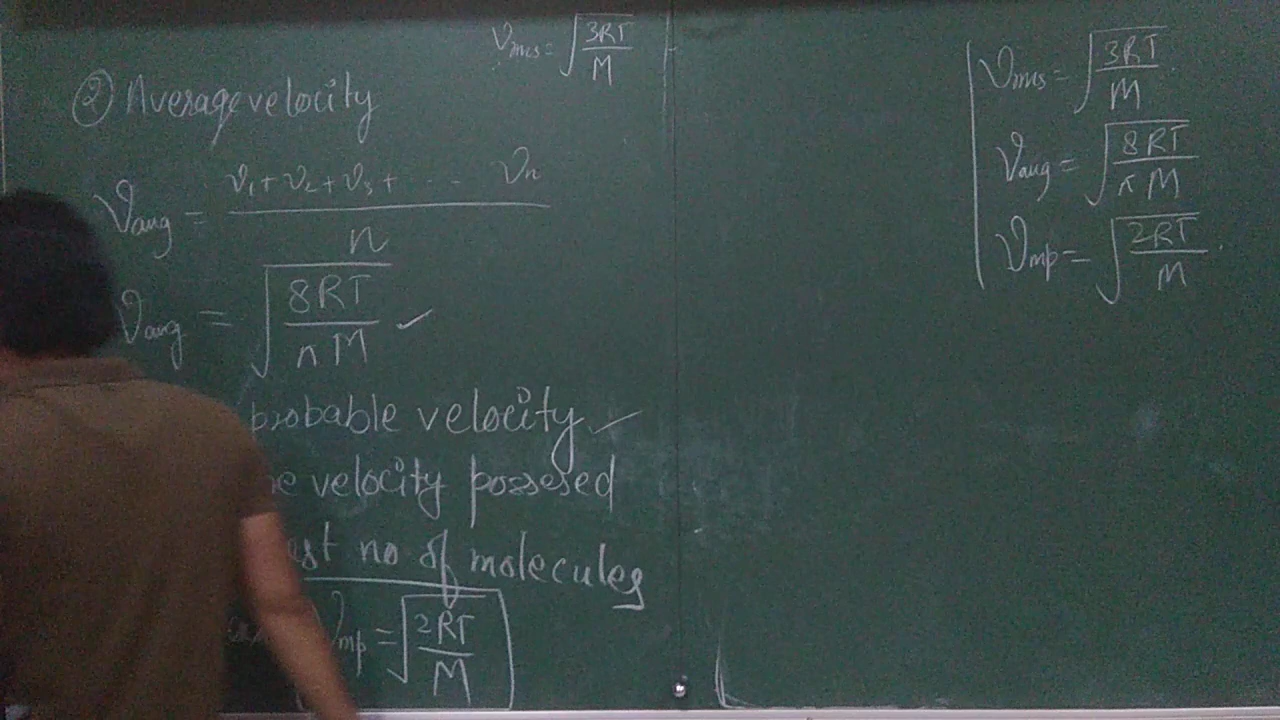 Vrms = √(3RT/M)
② Average velocity
Vavg = (V₁ + V₂ + V₃ + ... Vn)/n
Vavg = √(8RT/πM) ✓
probable velocity ✓
velocity possesed
no of molecules
Vmp = √(2RT/M)
Vrms = √(3RT/M)
Vavg = √(8RT/πM)
Vmp = √(2RT/M)